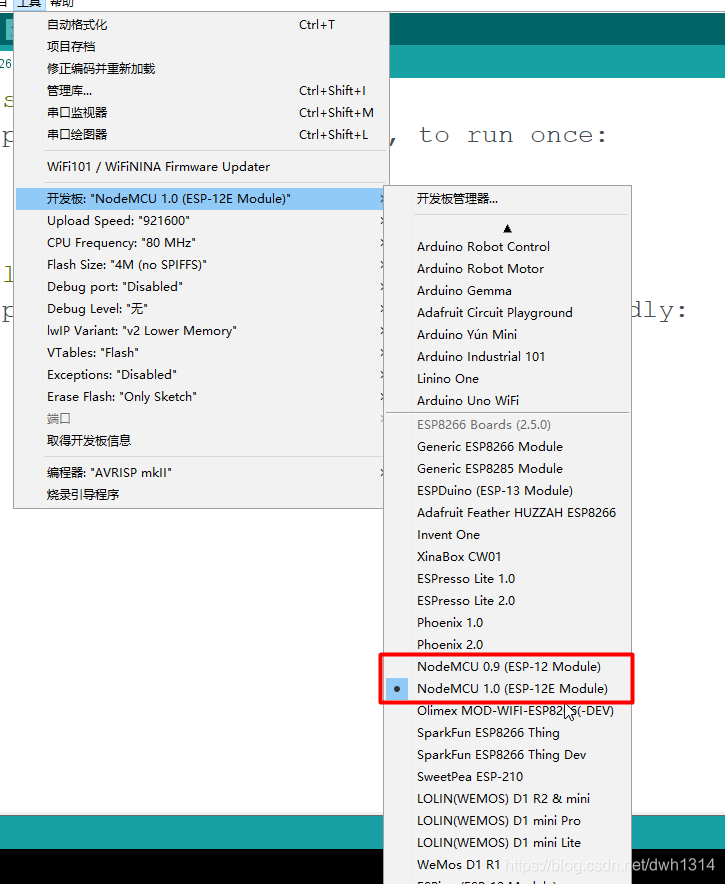 工具 帮助
自动格式化 Ctrl+T
项目存档
修正编码并重新加载
管理库... Ctrl+Shift+I
串口监视器 Ctrl+Shift+M
串口绘图器 Ctrl+Shift+L
, to run once:
WiFi101 / WiFiNINA Firmware Updater
开发板: "NodeMCU 1.0 (ESP-12E Module)"
Upload Speed: "921600"
CPU Frequency: "80 MHz"
Flash Size: "4M (no SPIFFS)"
Debug port: "Disabled"
Debug Level: "无"
lwIP Variant: "v2 Lower Memory"
VTables: "Flash"
Exceptions: "Disabled"
Erase Flash: "Only Sketch"
端口
取得开发板信息
编程器: "AVRISP mkII"
烧录引导程序
开发板管理器...
▲
Arduino Robot Control
Arduino Robot Motor
Arduino Gemma
Adafruit Circuit Playground
dly:
Arduino Yún Mini
Arduino Industrial 101
Linino One
Arduino Uno WiFi
ESP8266 Boards (2.5.0)
Generic ESP8266 Module
Generic ESP8285 Module
ESPDuino (ESP-13 Module)
Adafruit Feather HUZZAH ESP8266
Invent One
XinaBox CW01
ESPresso Lite 1.0
ESPresso Lite 2.0
Phoenix 1.0
Phoenix 2.0
NodeMCU 0.9 (ESP-12 Module)
NodeMCU 1.0 (ESP-12E Module)
Olimex MOD-WIFI-ESP8266(-DEV)
SparkFun ESP8266 Thing
SparkFun ESP8266 Thing Dev
SweetPea ESP-210
LOLIN(WEMOS) D1 R2 & mini
LOLIN(WEMOS) D1 mini Pro
LOLIN(WEMOS) D1 mini Lite
WeMos D1 R1
https://blog.csdn.net/dwh1314